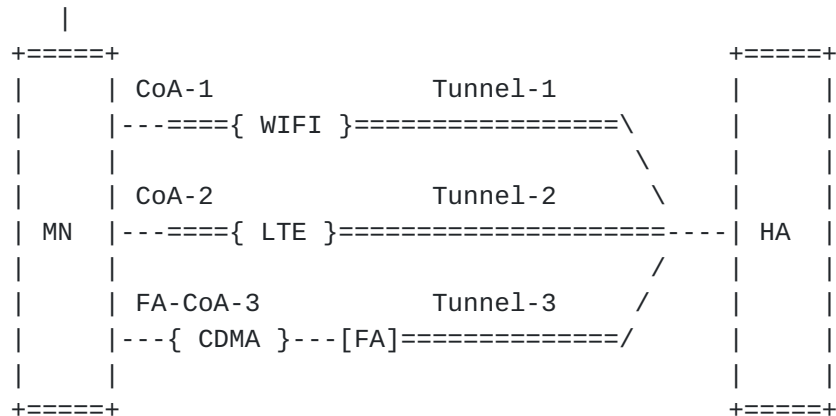 CoA-1 Tunnel-1
{ WIFI }
CoA-2 Tunnel-2
MN { LTE } HA
FA-CoA-3 Tunnel-3
{ CDMA }---[FA]